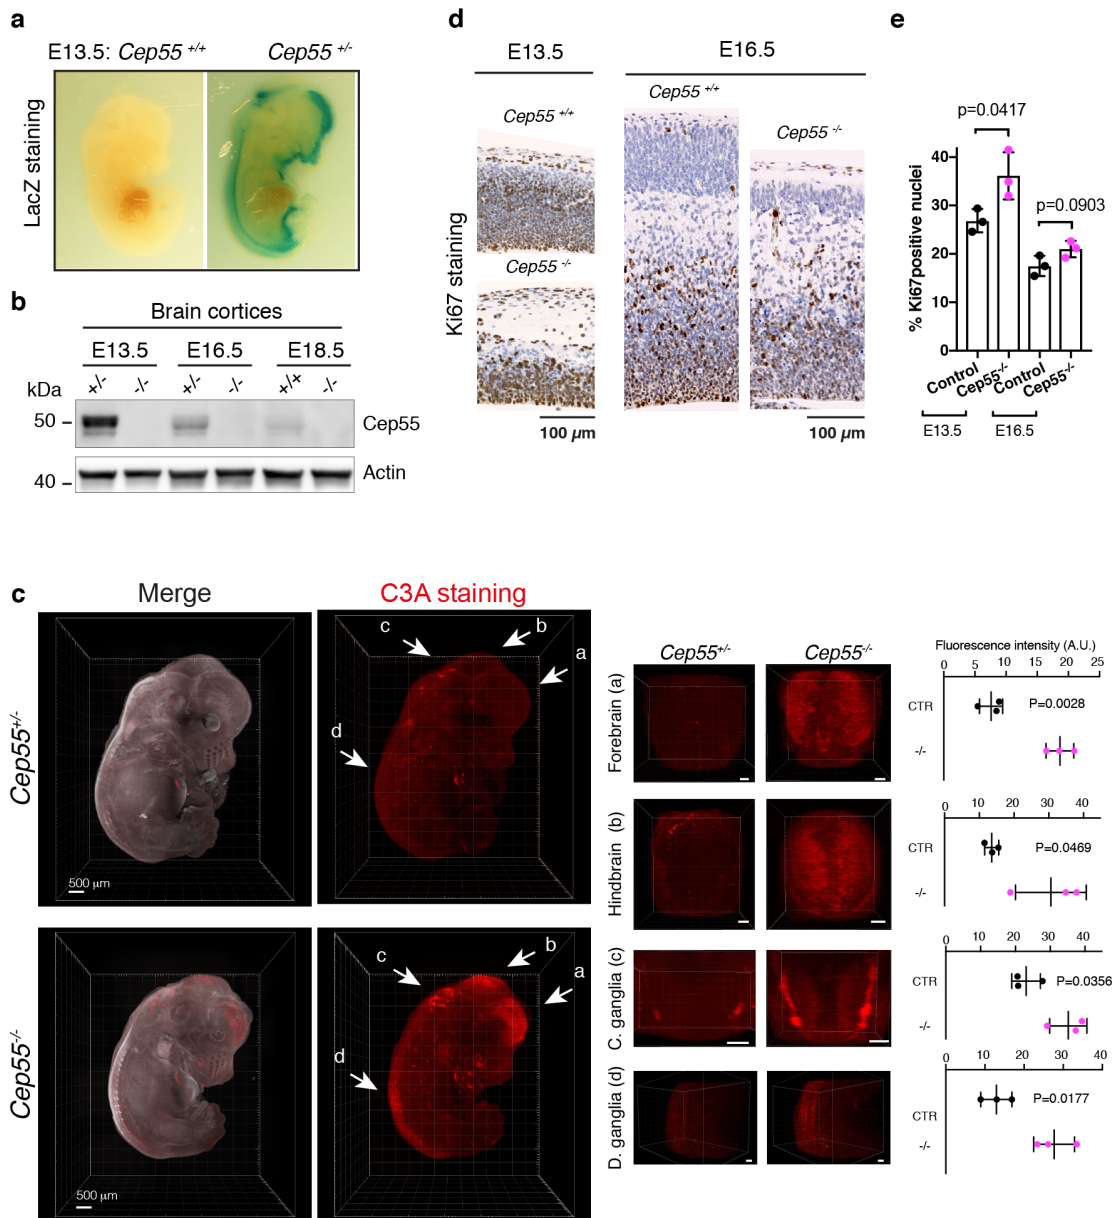 a
E13.5: Cep55 +/+
Cep55 +/-
LacZ staining
b
Brain cortices
E13.5
E16.5
E18.5
kDa
+/-
-/-
+/-
-/-
+/+
-/-
50
Cep55
40
Actin
d
E13.5
E16.5
Ki67 staining
Cep55 +/+
Cep55 -/-
Cep55 +/+
Cep55 -/-
100 µm
100 µm
e
p=0.0417
p=0.0903
% Ki67positive nuclei
40
30
20
10
0
Control
Cep55-/-
Control
Cep55-/-
E13.5
E16.5
c
Merge
C3A staining
Cep55+/-
500 µm
c
b
a
d
Cep55-/-
500 µm
c
b
a
d
Cep55+/-
Cep55-/-
Fluorescence intensity (A.U.)
Forebrain (a)
0 5 10 15 20 25
CTR
P=0.0028
-/-
Hindbrain (b)
0 10 20 30 40
CTR
P=0.0469
-/-
C. ganglia (c)
0 10 20 30 40
CTR
P=0.0356
-/-
D. ganglia (d)
0 10 20 30 40
CTR
P=0.0177
-/-